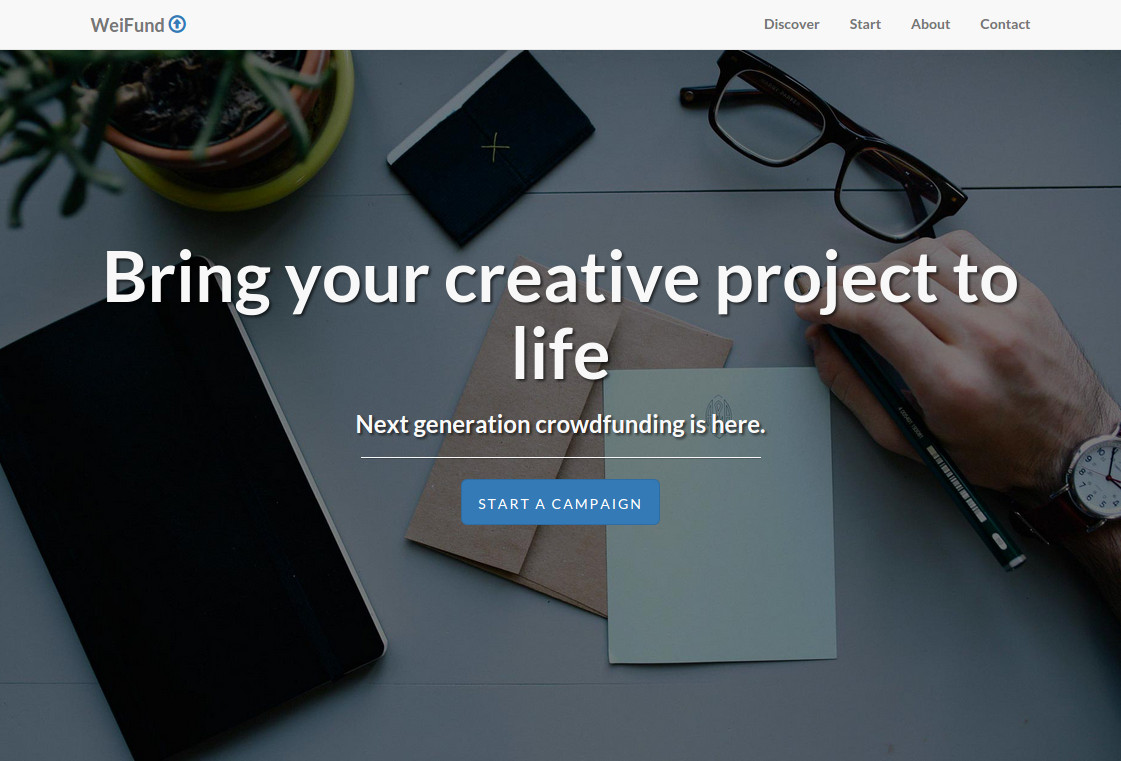 WeiFund
Discover Start About Contact
Bring your creative project to
life
Next generation crowdfunding is here.
START A CAMPAIGN